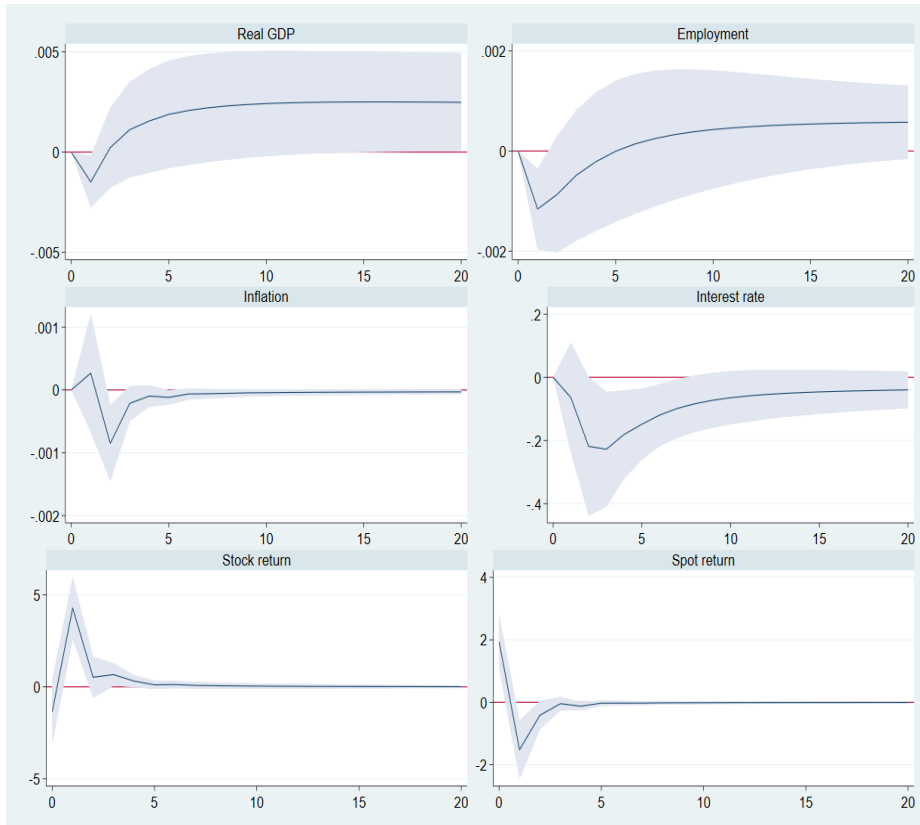 Real GDP
.005
0
-.005
0 5 10 15 20
Employment
.002
0
-.002
0 5 10 15 20
Inflation
.001
0
-.001
-.002
0 5 10 15 20
Interest rate
.2
0
-.2
-.4
0 5 10 15 20
Stock return
5
0
-5
0 5 10 15 20
Spot return
4
2
0
-2
0 5 10 15 20